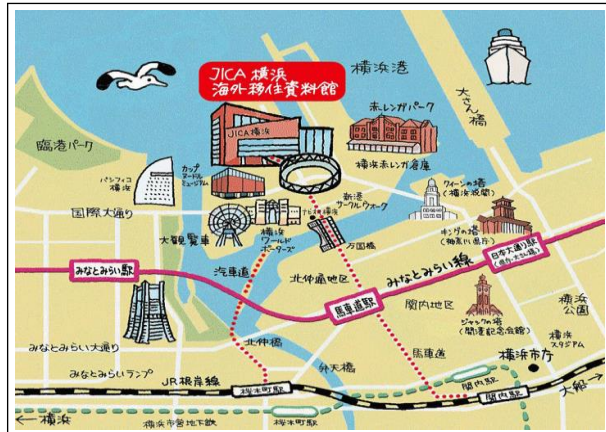 JICA 横浜
海外移住資料館
横浜港
大さん橋
赤レンガパーク
JICA横浜
横浜赤レンガ倉庫
臨港パーク
パシフィコ
横浜
カップ
ヌードル
ミュージアム
国際大通り
大観覧車
横浜
ワールド
ポーターズ
ナビオス横浜
新港
サークルウォーク
万国橋
クイーンの塔
(横浜税関)
キングの塔
(神奈川県庁)
日本大通り駅
(県庁・大さん橋)
みなとみらい線
みなとみらい駅
汽車道
北仲通地区
馬車道駅
関内地区
ジャックの塔
(開港記念会館)
横浜
公園
横浜
スタジアム
みなとみらい大通り
北仲橋
みなとみらいランプ
弁天橋
馬車道
横浜市庁
JR根岸線
桜木町駅
関内駅
関内駅
大船
横浜
横浜市営地下鉄
桜木町駅